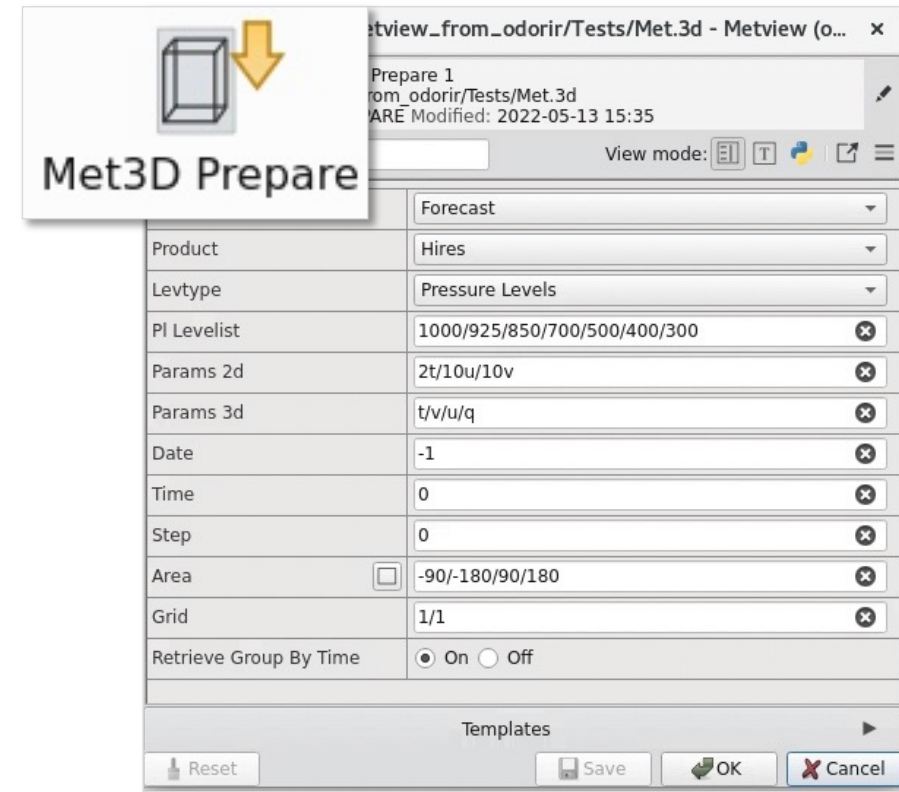 etview_from_odorir/Tests/Met.3d - Metview (o...
Prepare 1
rom_odorir/Tests/Met.3d
ARE Modified: 2022-05-13 15:35
Met3D Prepare
View mode:
T
Forecast
Product Hires
Levtype Pressure Levels
Pl Levelist 1000/925/850/700/500/400/300
Params 2d 2t/10u/10v
Params 3d t/v/u/q
Date -1
Time 0
Step 0
Area -90/-180/90/180
Grid 1/1
Retrieve Group By Time On Off
Templates
Reset Save OK Cancel